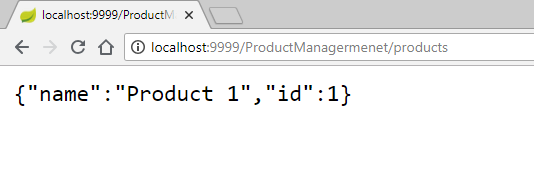 localhost:9999/ProductM
localhost:9999/ProductManagermenet/products
{"name":"Product 1","id":1}